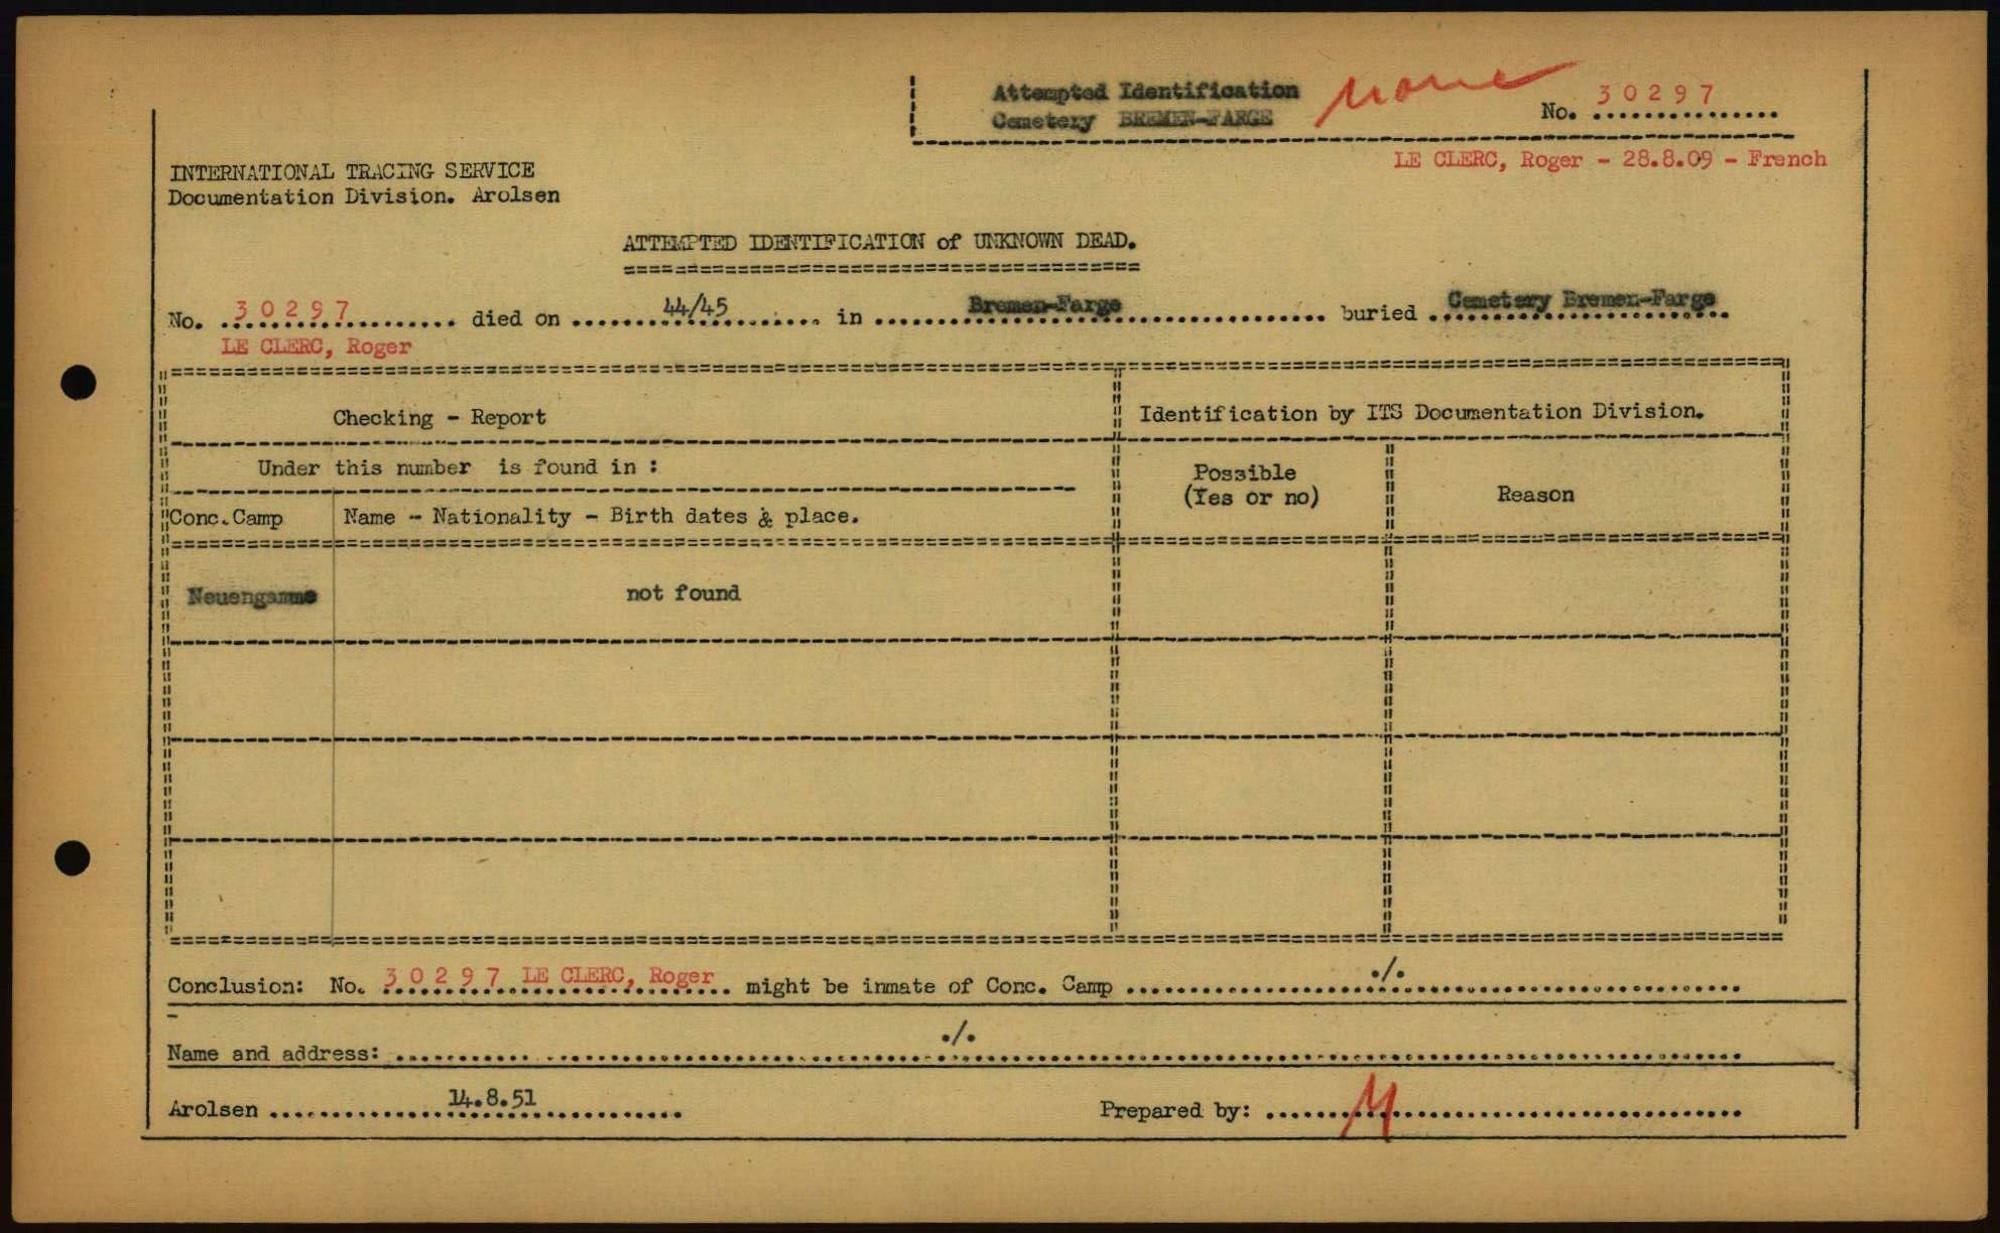 Attempted Identification
Cemetery BREMEN-FARGE
none
No. 30297
LE CLERC, Roger - 28.8.09 - French
INTERNATIONAL TRACING SERVICE
Documentation Division. Arolsen
ATTEMPTED IDENTIFICATION of UNKNOWN DEAD.
No. 30297 died on 44/45 in Bremen-Farge buried Cemetery Bremen-Farge
LE CLERC, Roger
Checking - Report
Identification by ITS Documentation Division.
Under this number is found in :
Possible
(Yes or no)
Reason
Conc.Camp
Name - Nationality - Birth dates & place.
Neuengamme
not found
Conclusion: No. 30297 LE CLERC, Roger might be inmate of Conc. Camp ./.
Name and address: ./.
Arolsen 14.8.51
Prepared by: